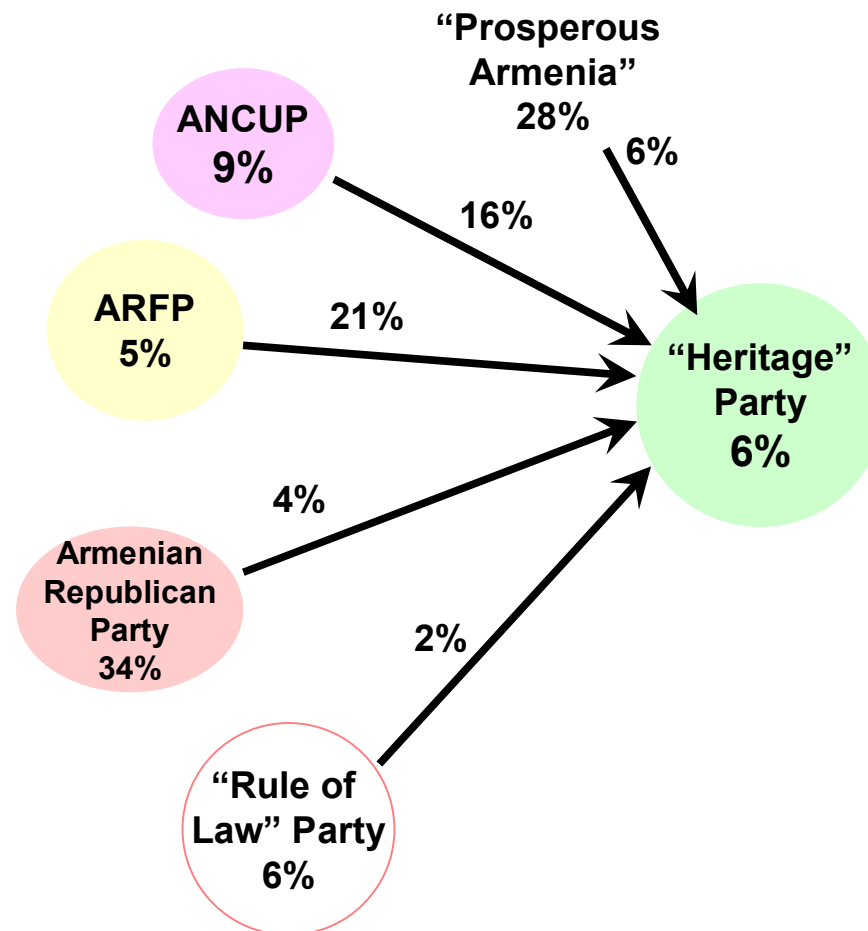 “Prosperous
Armenia”
28%
6%
ANCUP
9%
16%
ARFP
5%
21%
“Heritage”
Party
6%
4%
Armenian
Republican
Party
34%
2%
“Rule of
Law” Party
6%